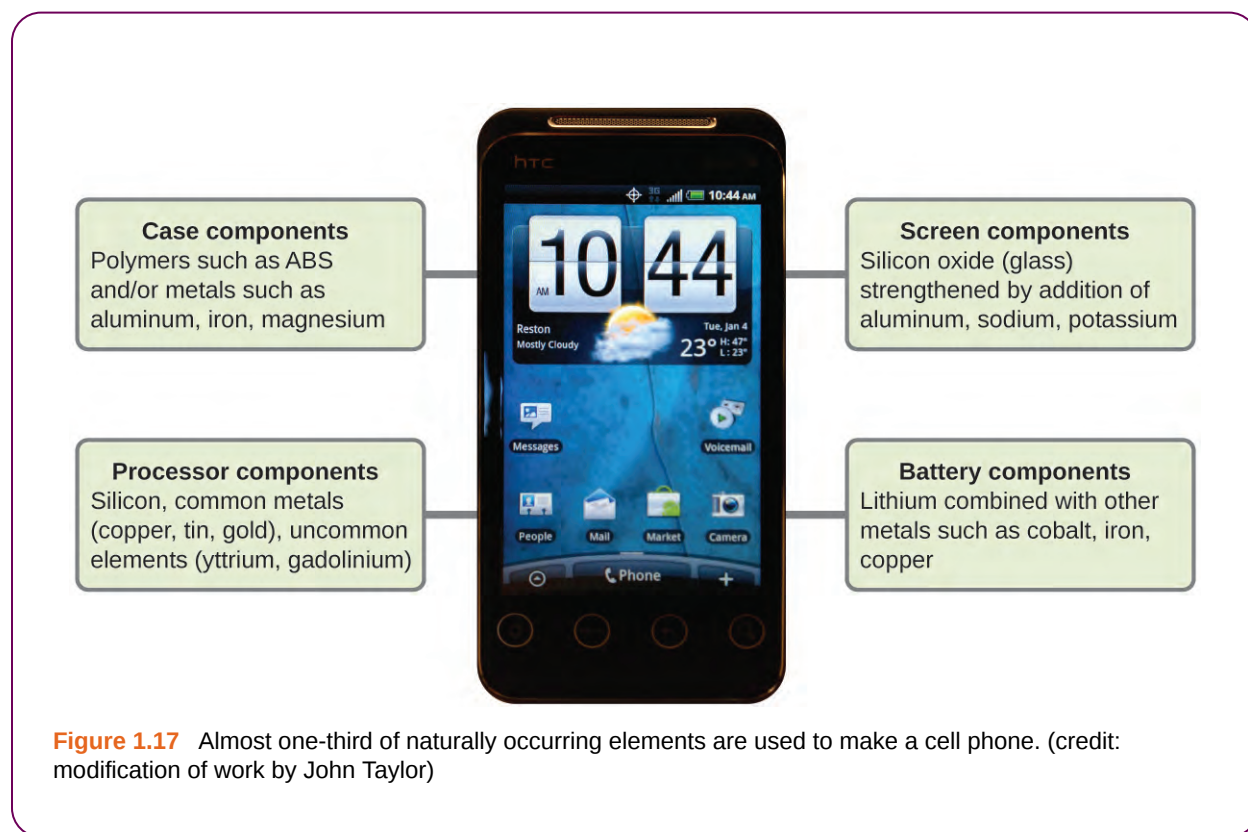 hTC
3G
10:44 AM
10 44
AM
Reston
Mostly Cloudy
Tue, Jan 4
23° H: 47°
L: 23°
Messages
Voicemail
People
Mail
Market
Camera
Phone
Case components
Polymers such as ABS
and/or metals such as
aluminum, iron, magnesium
Screen components
Silicon oxide (glass)
strengthened by addition of
aluminum, sodium, potassium
Processor components
Silicon, common metals
(copper, tin, gold), uncommon
elements (yttrium, gadolinium)
Battery components
Lithium combined with other
metals such as cobalt, iron,
copper
Figure 1.17 Almost one-third of naturally occurring elements are used to make a cell phone. (credit:
modification of work by John Taylor)